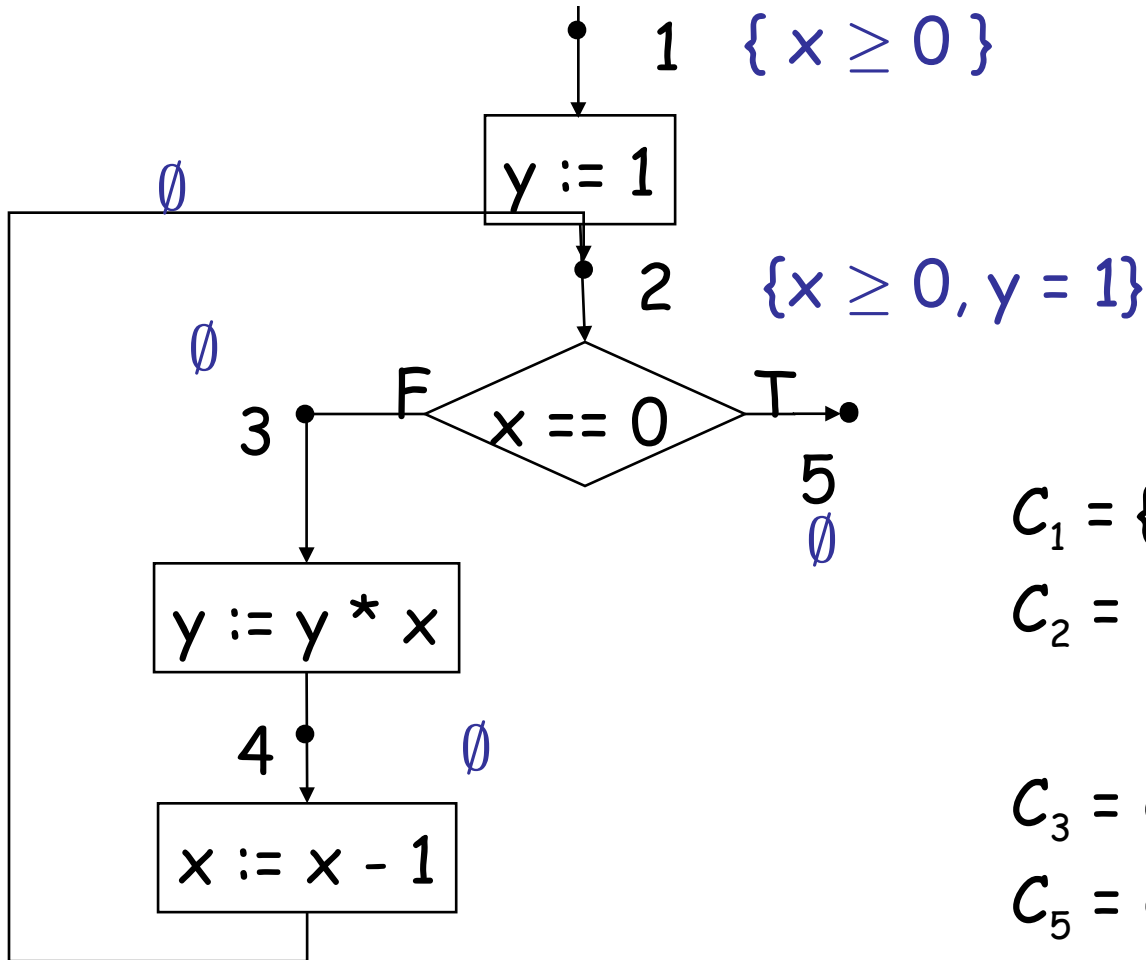 1 { x ≥ 0 }
y := 1
∅
2 {x ≥ 0, y = 1}
∅
F x == 0 T
3
5
∅
C₁ = {
C₂ =
y := y * x
4 ∅
C₃ =
x := x - 1
C₅ =